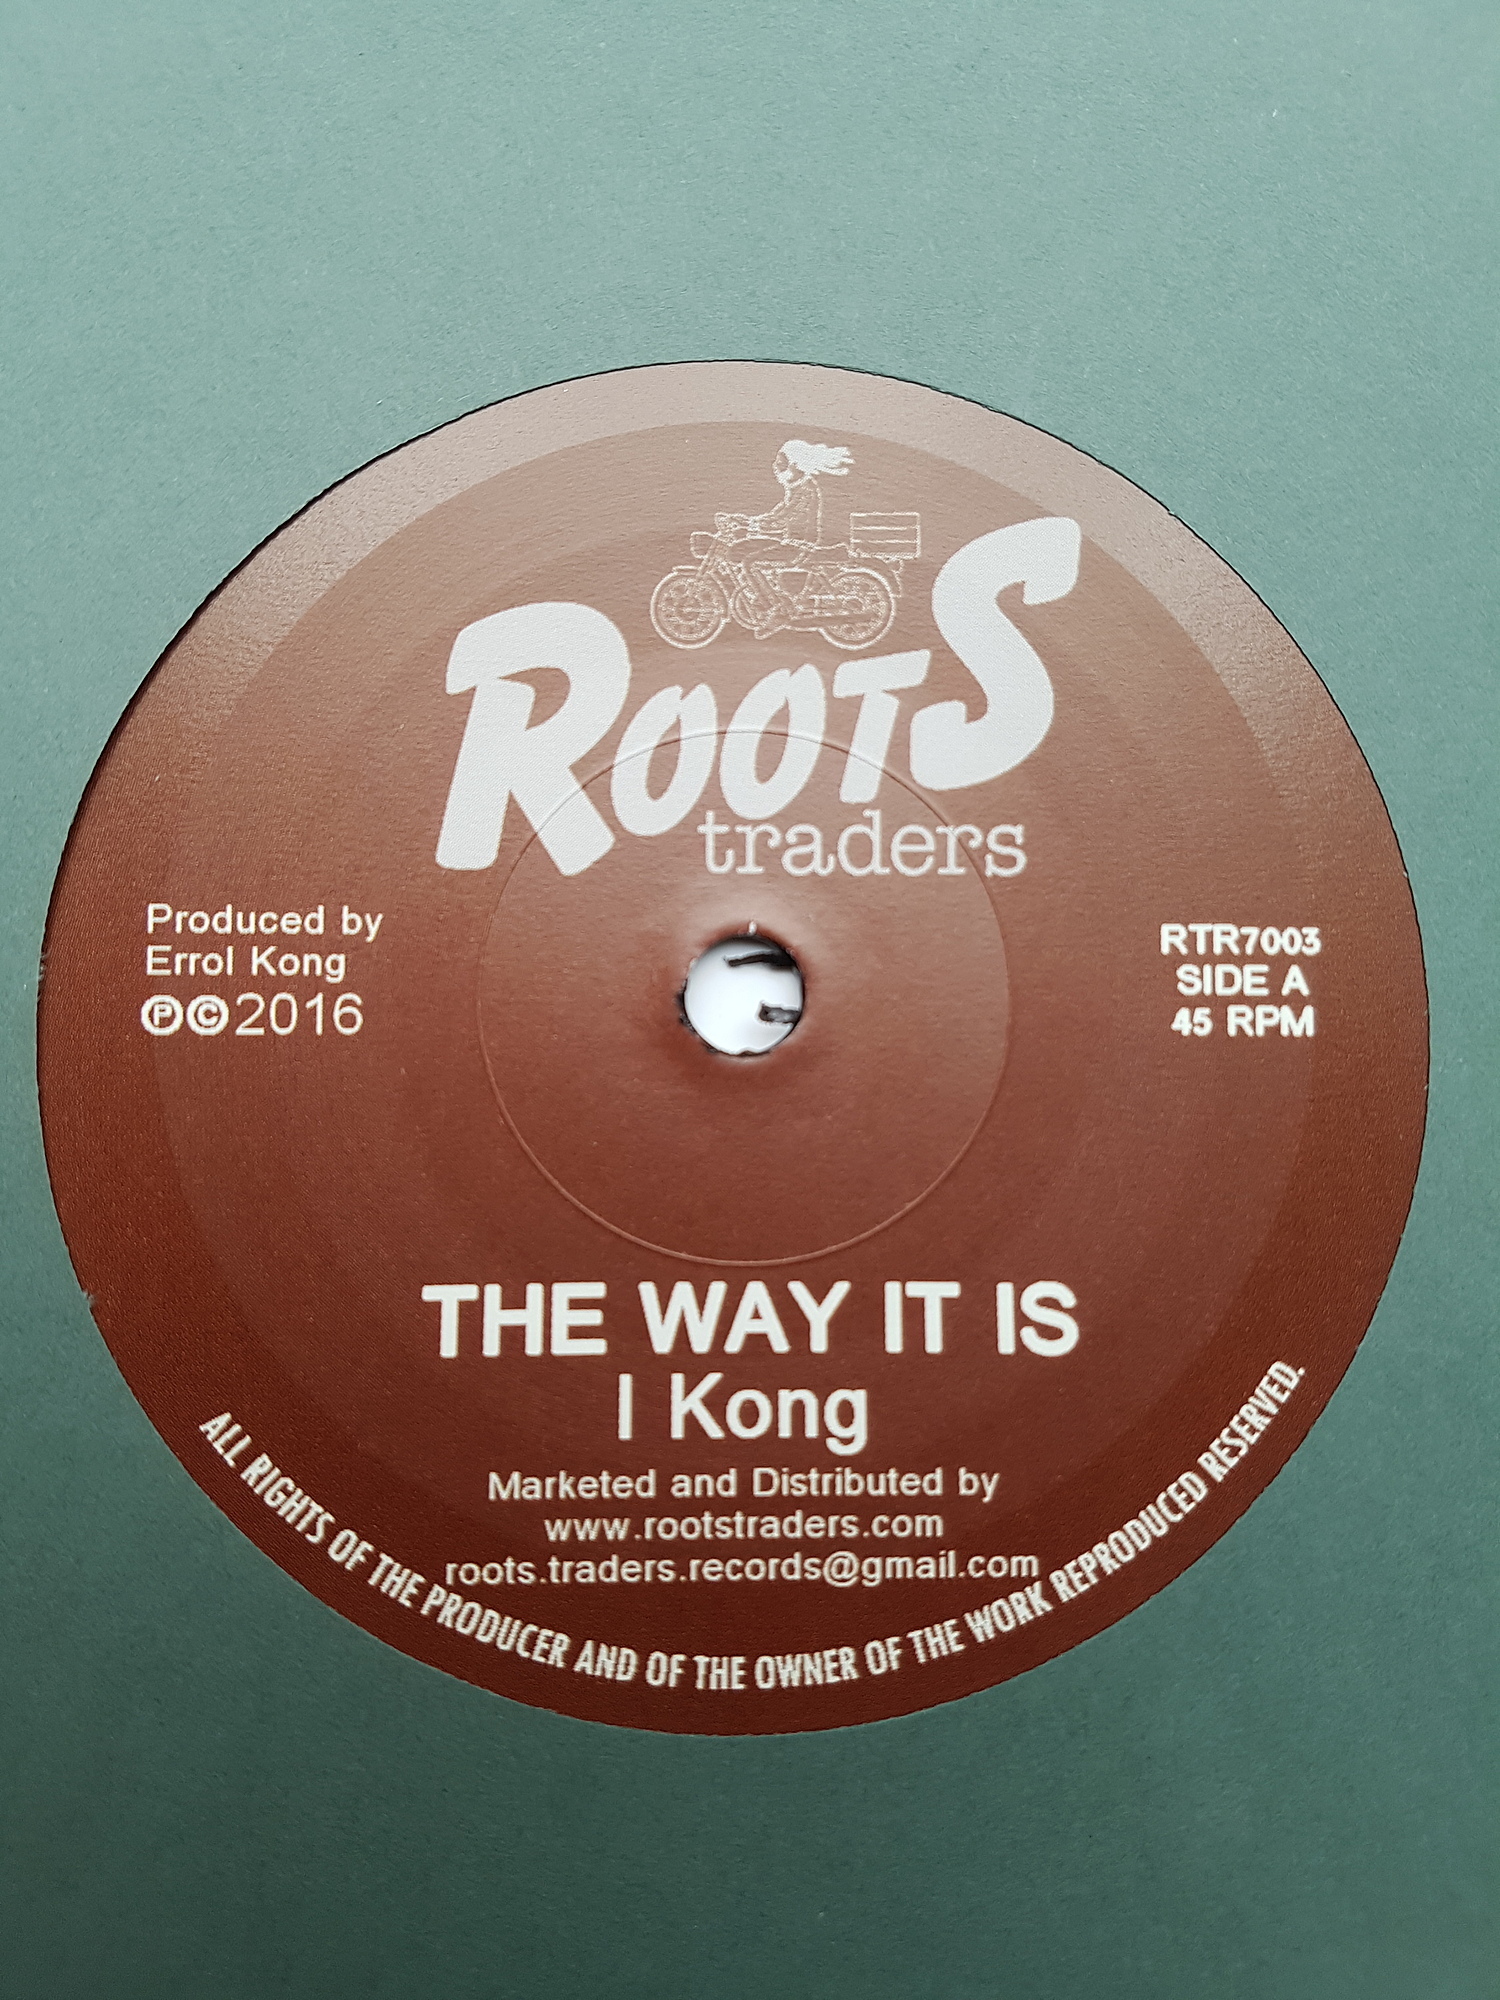 ROOTS
traders
Produced by
Errol Kong
℗©2016
RTR7003
SIDE A
45 RPM
THE WAY IT IS
I Kong
Marketed and Distributed by
www.rootstraders.com
roots.traders.records@gmail.com
ALL RIGHTS OF THE PRODUCER AND OF THE OWNER OF THE WORK REPRODUCED RESERVED.